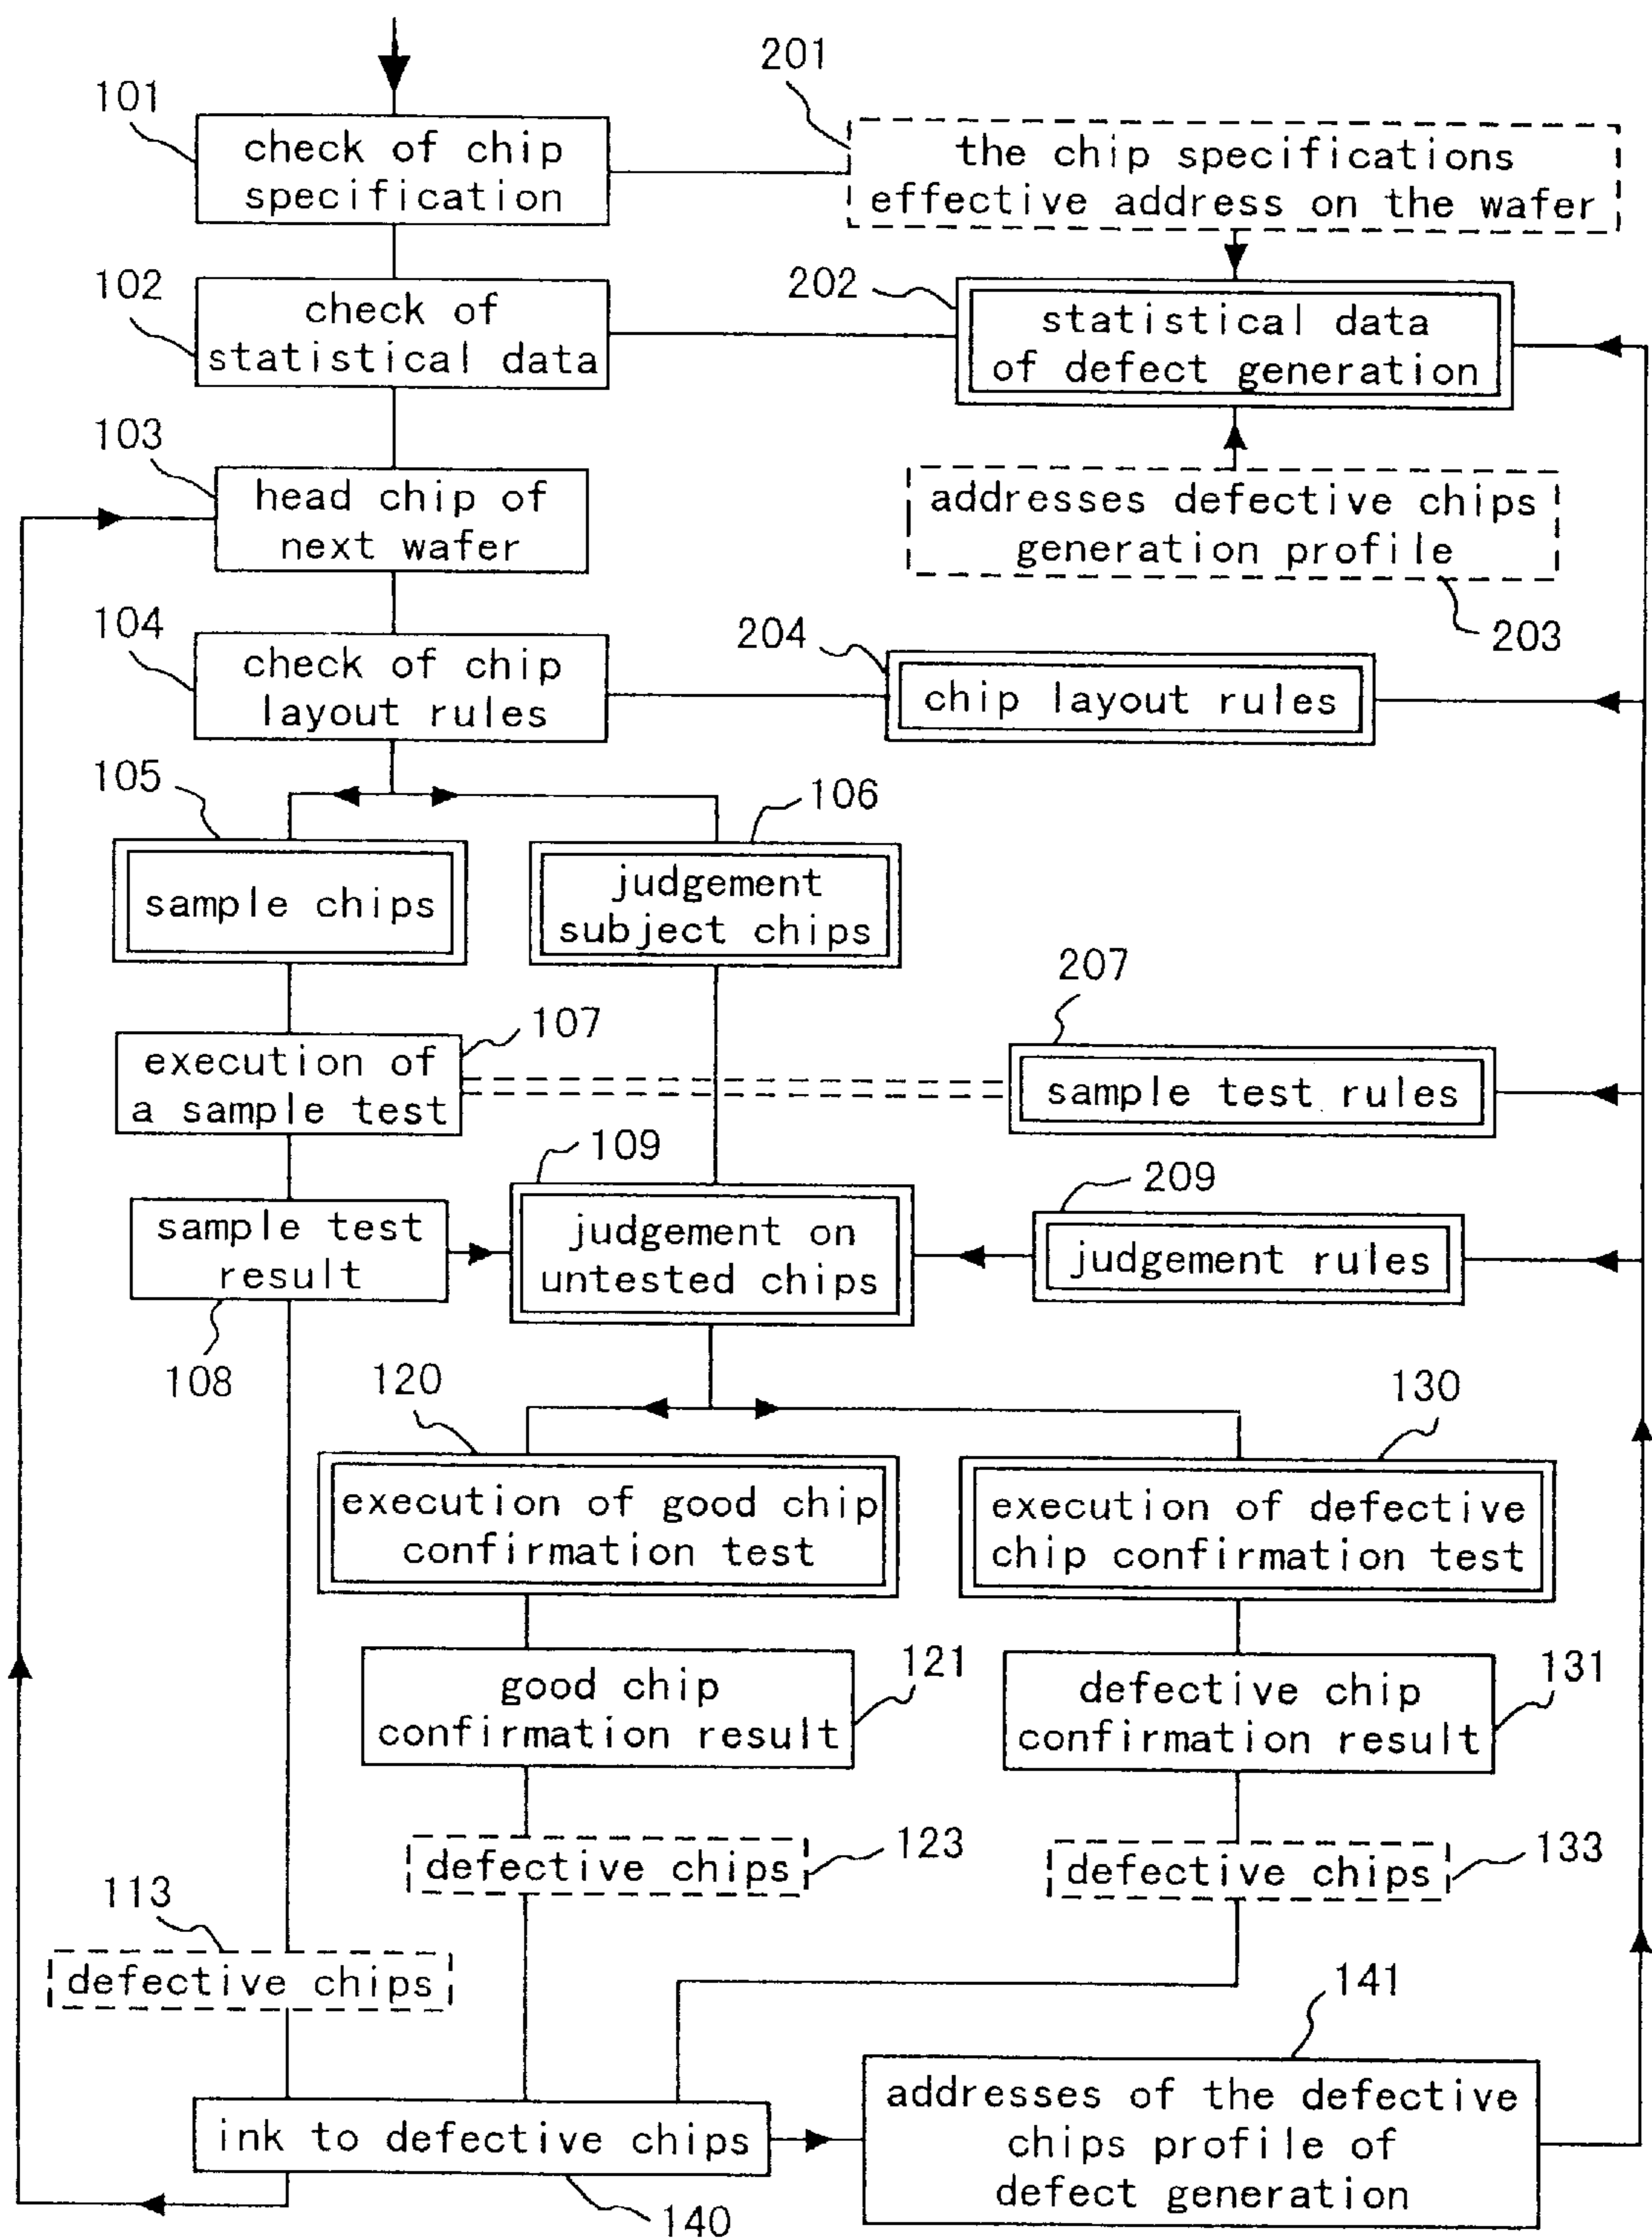 201
101
check of chip
specification
the chip specifications
effective address on the wafer
102
check of
statistical data
202
statistical data
of defect generation
103
head chip of
next wafer
addresses defective chips
generation profile
203
104
check of chip
layout rules
204
chip layout rules
105
sample chips
106
judgement
subject chips
107
execution of
a sample test
207
sample test rules
108
sample test
result
109
judgement on
untested chips
209
judgement rules
120
execution of good chip
confirmation test
130
execution of defective
chip confirmation test
good chip
confirmation result
121
defective chip
confirmation result
131
defective chips
123
defective chips
133
113
defective chips
141
addresses of the defective
chips profile of
defect generation
ink to defective chips
140